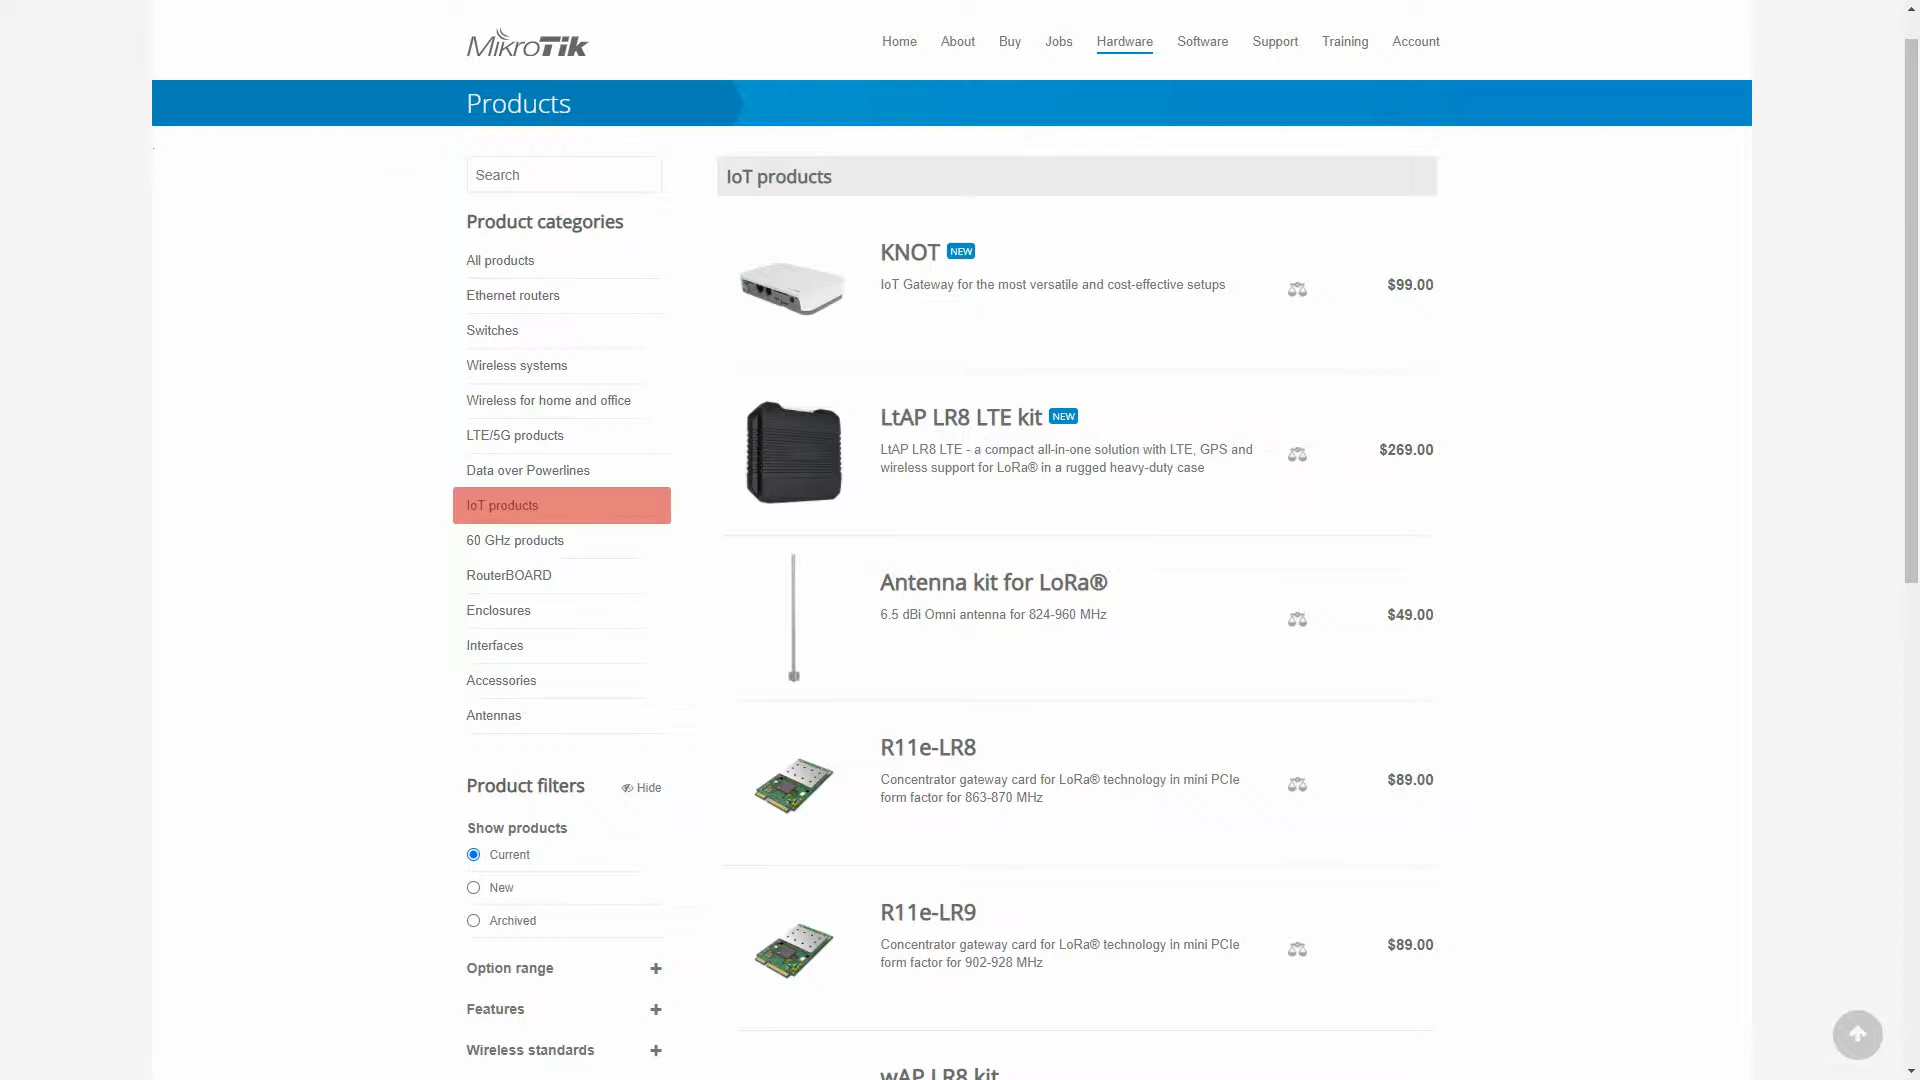 MikroTik
Home About Buy Jobs Hardware Software Support Training Account
Products
Search
Product categories
All products
Ethernet routers
Switches
Wireless systems
Wireless for home and office
LTE/5G products
Data over Powerlines
IoT products
60 GHz products
RouterBOARD
Enclosures
Interfaces
Accessories
Antennas
Product filters Hide
Show products
Current
New
Archived
Option range
Features
Wireless standards
IoT products
KNOT NEW
IoT Gateway for the most versatile and cost-effective setups
$99.00
LtAP LR8 LTE kit NEW
LtAP LR8 LTE - a compact all-in-one solution with LTE, GPS and
wireless support for LoRa® in a rugged heavy-duty case
$269.00
Antenna kit for LoRa®
6.5 dBi Omni antenna for 824-960 MHz
$49.00
R11e-LR8
Concentrator gateway card for LoRa® technology in mini PCIe
form factor for 863-870 MHz
$89.00
R11e-LR9
Concentrator gateway card for LoRa® technology in mini PCIe
form factor for 902-928 MHz
$89.00
wAP LR8 kit